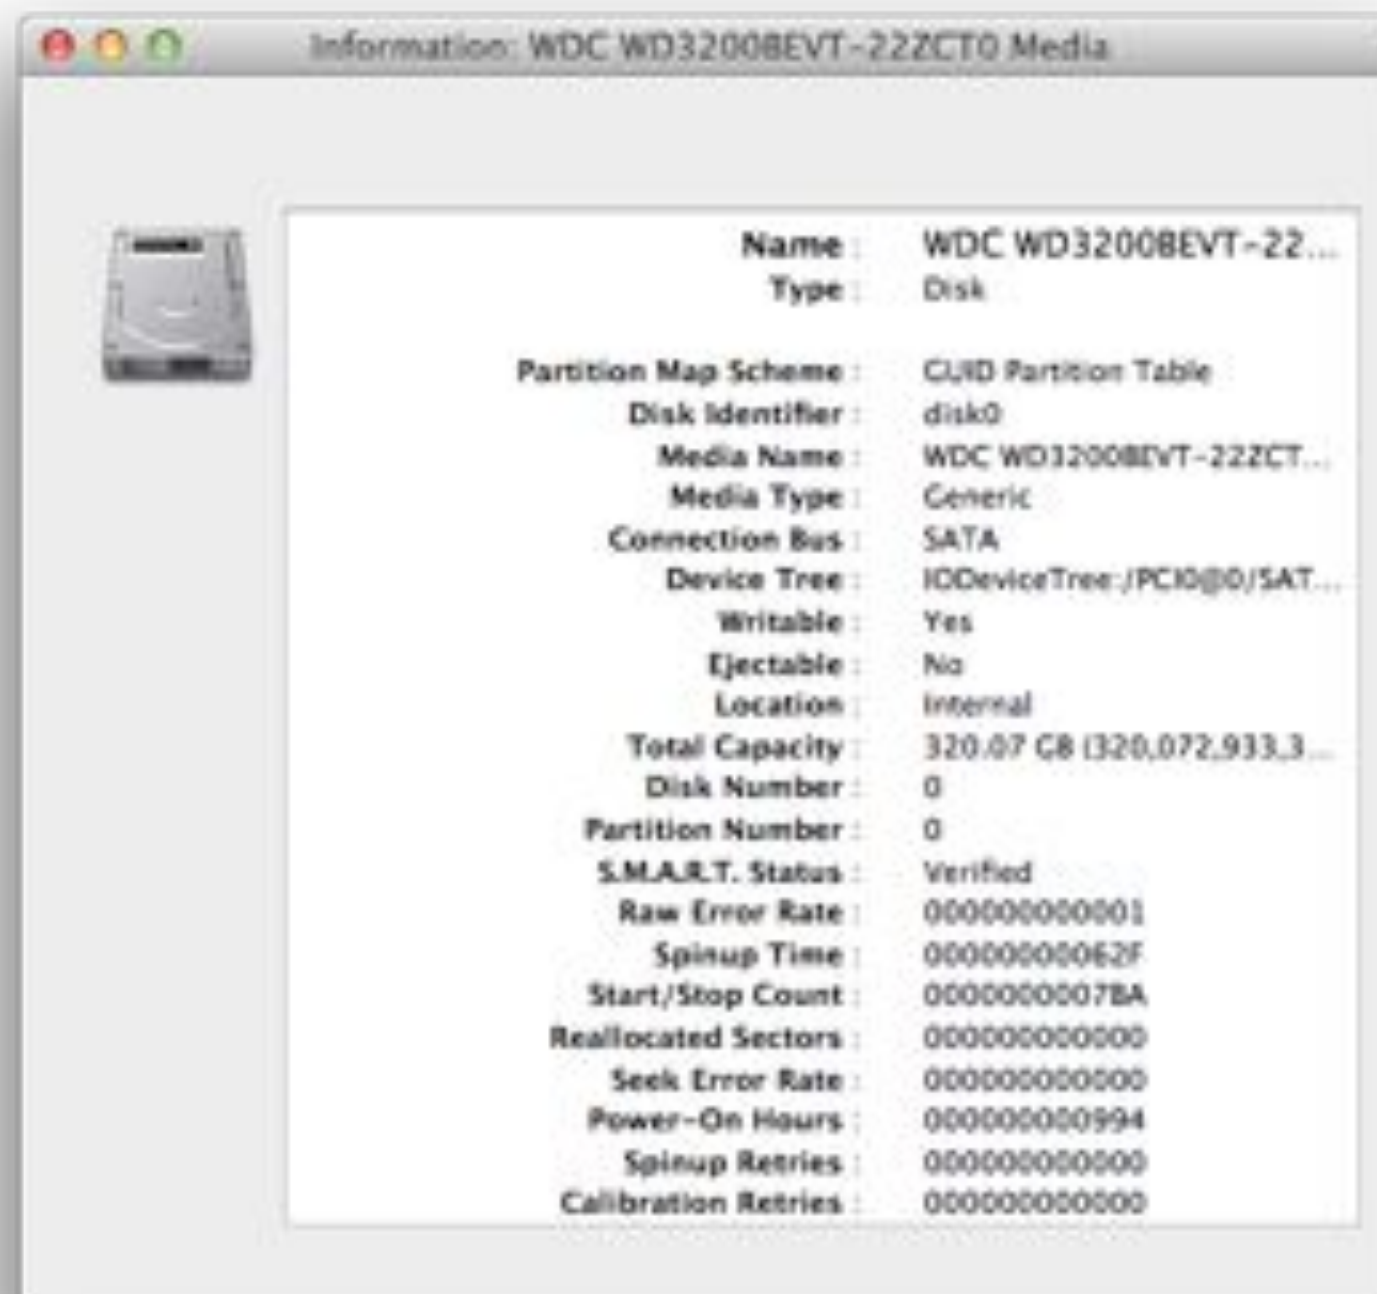 Information: WDC WD3200BEVT-22ZCT0 Media
Name : WDC WD3200BEVT-22...
Type : Disk
Partition Map Scheme : GUID Partition Table
Disk Identifier : disk0
Media Name : WDC WD3200BEVT-22ZCT...
Media Type : Generic
Connection Bus : SATA
Device Tree : IODeviceTree:/PCI0@0/SAT...
Writable : Yes
Ejectable : No
Location : Internal
Total Capacity : 320.07 GB (320,072,933,3...
Disk Number : 0
Partition Number : 0
S.M.A.R.T. Status : Verified
Raw Error Rate : 000000000001
Spinup Time : 00000000062F
Start/Stop Count : 0000000007BA
Reallocated Sectors : 000000000000
Seek Error Rate : 000000000000
Power-On Hours : 000000000994
Spinup Retries : 000000000000
Calibration Retries : 000000000000